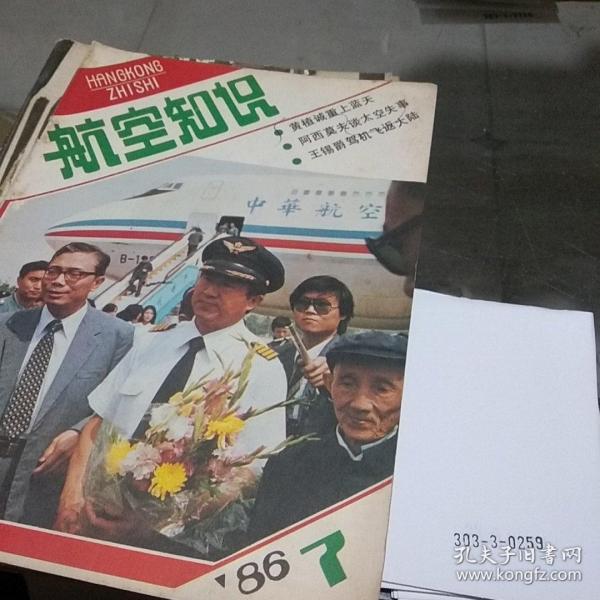 HANGKONG
ZHISHI
航空知识
黄植诚重上蓝天
阿西莫夫谈太空失事
王锡爵驾机飞返大陆
中華航空
'86 7
303-3-0259
孔夫子旧书网
www.kongfz.com